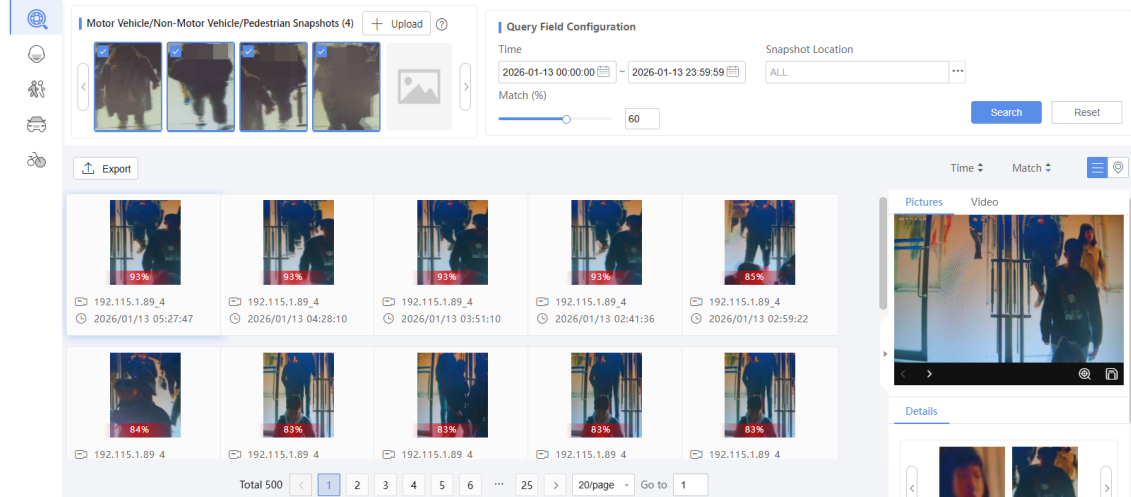 Motor Vehicle/Non-Motor Vehicle/Pedestrian Snapshots (4)
Upload
Query Field Configuration
Time
Snapshot Location
2026-01-13 00:00:00 – 2026-01-13 23:59:59
ALL
Match (%)
60
Search
Reset
Export
Time
Match
Pictures
Video
93%
93%
93%
93%
85%
192.115.1.89_4
192.115.1.89_4
192.115.1.89_4
192.115.1.89_4
192.115.1.89_4
2026/01/13 05:27:47
2026/01/13 04:28:10
2026/01/13 03:51:10
2026/01/13 02:41:36
2026/01/13 02:59:22
84%
83%
83%
83%
83%
192.115.1.89_4
192.115.1.89_4
192.115.1.89_4
192.115.1.89_4
192.115.1.89_4
Details
Total 500
1
2
3
4
5
6
...
25
20/page
Go to
1